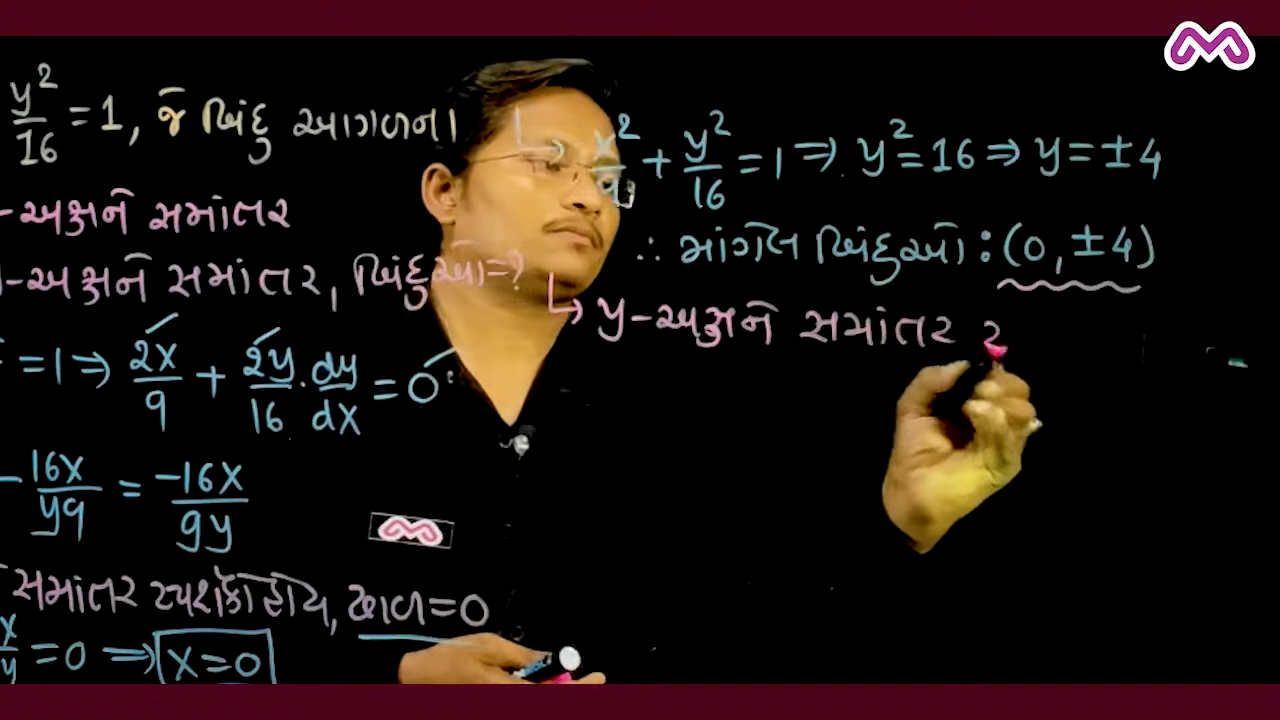 y²/16 = 1, જે બિંદુ આગળના
-અક્ષને સમાંતર
-અક્ષને સમાંતર, બિંદુઓ=?
= 1 ⇒ 2x/9 + 2y/16 · dy/dx = 0
-16x/y9 = -16x/9y
સમાંતર સ્પર્શકો હોય, ઢાળ = 0
x/y = 0 ⇒ x = 0
x²/9 + y²/16 = 1 ⇒ y² = 16 ⇒ y = ±4
∴ માંગેલ બિંદુઓ : (0, ±4)
y-અક્ષને સમાંતર